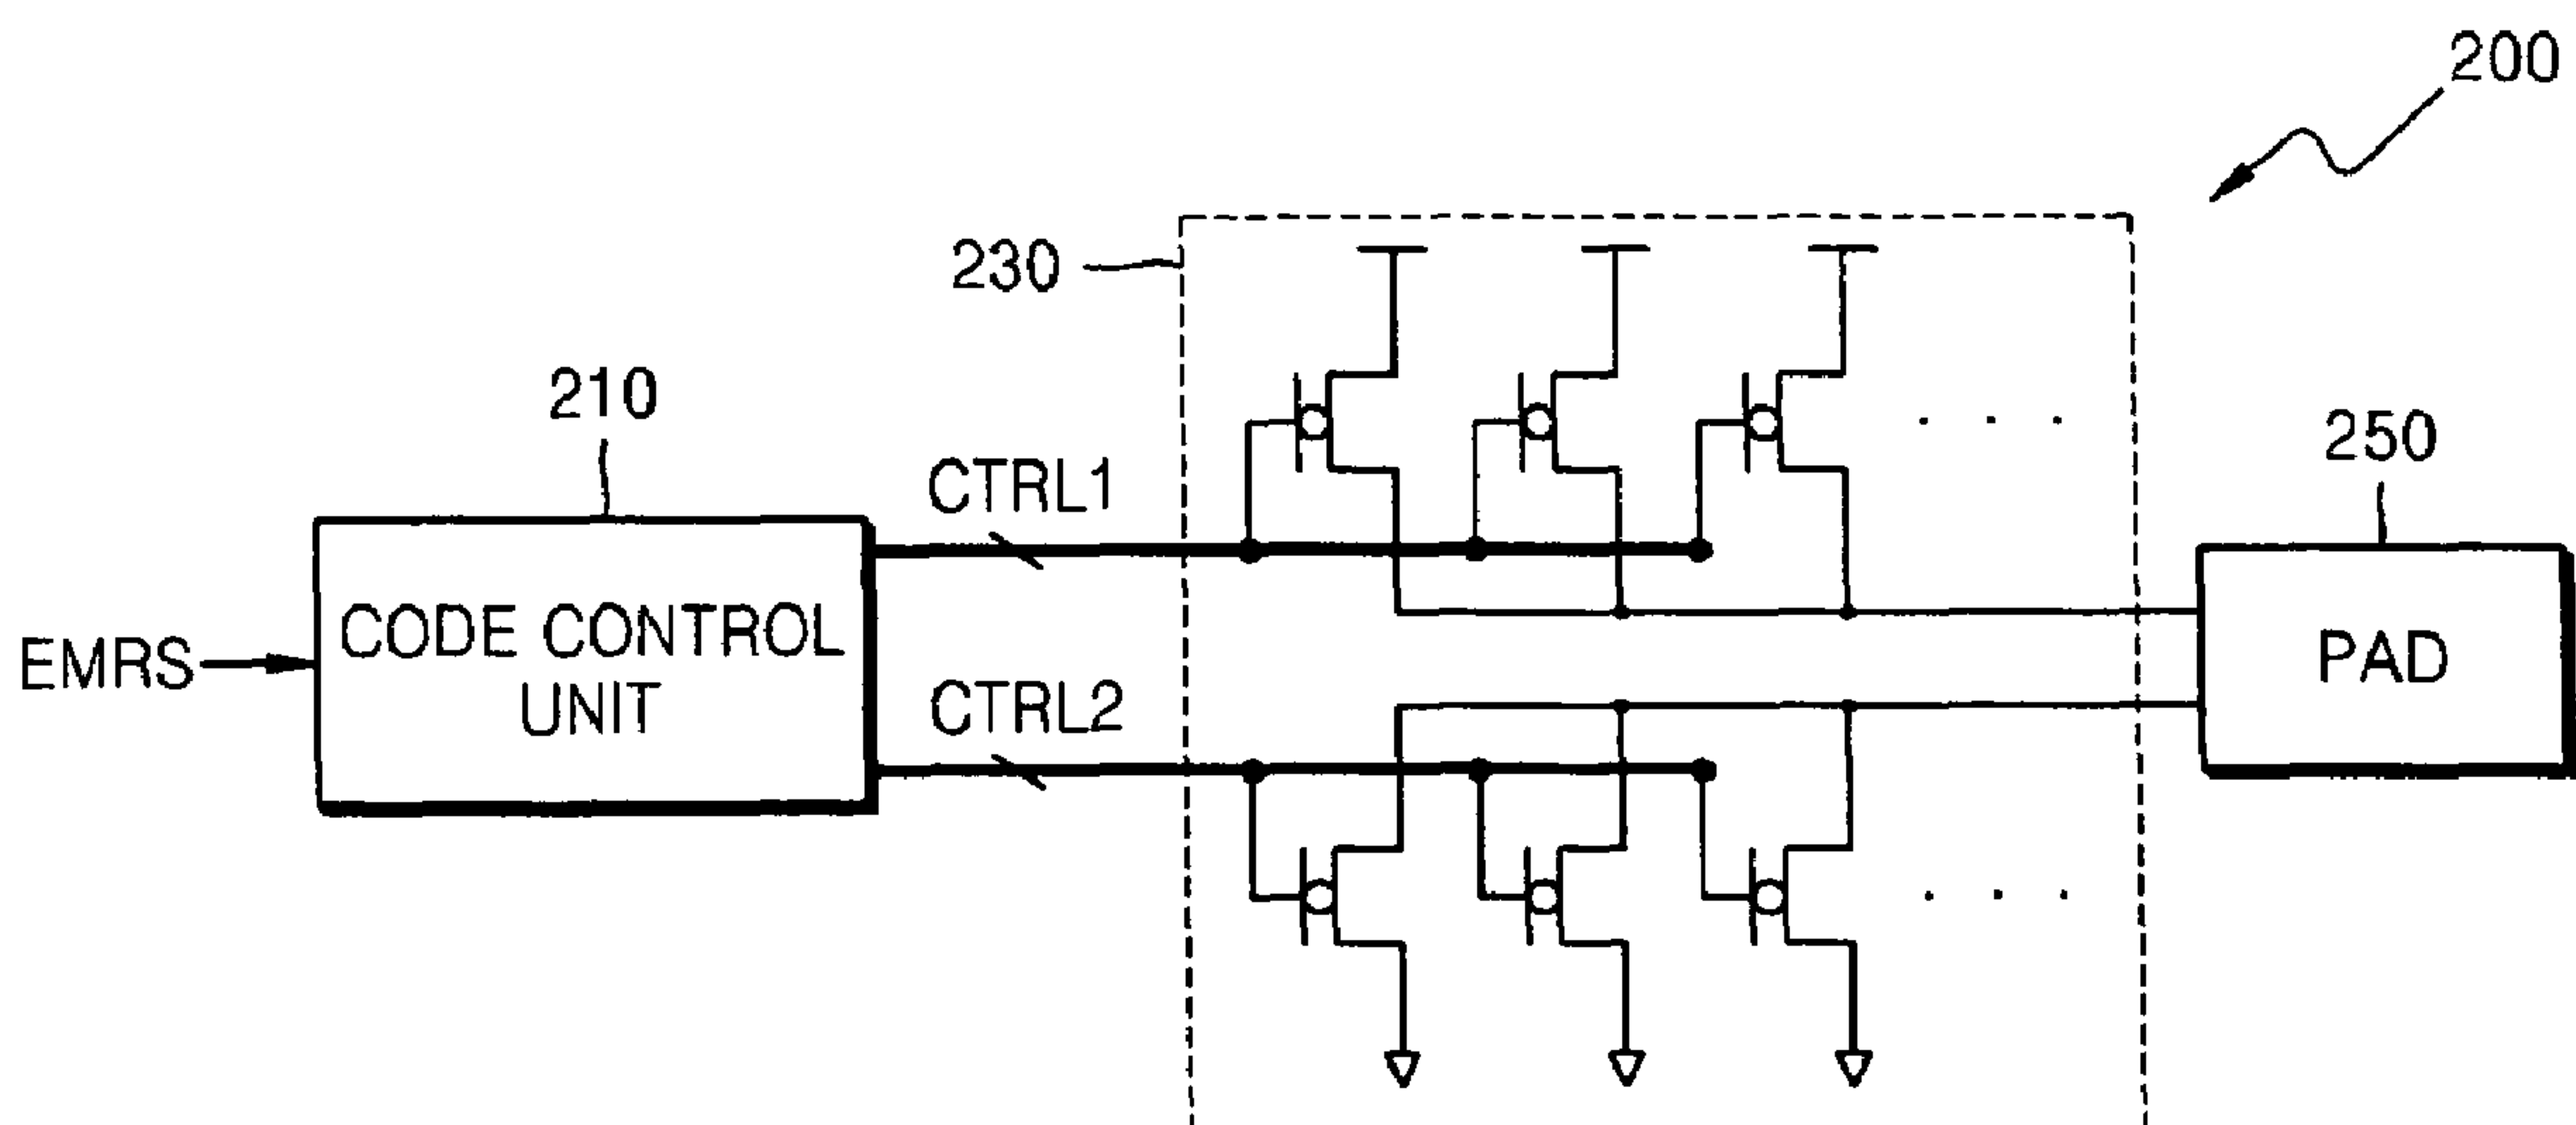 200
230
210
250
CTRL1
EMRS
CODE CONTROL
UNIT
PAD
CTRL2